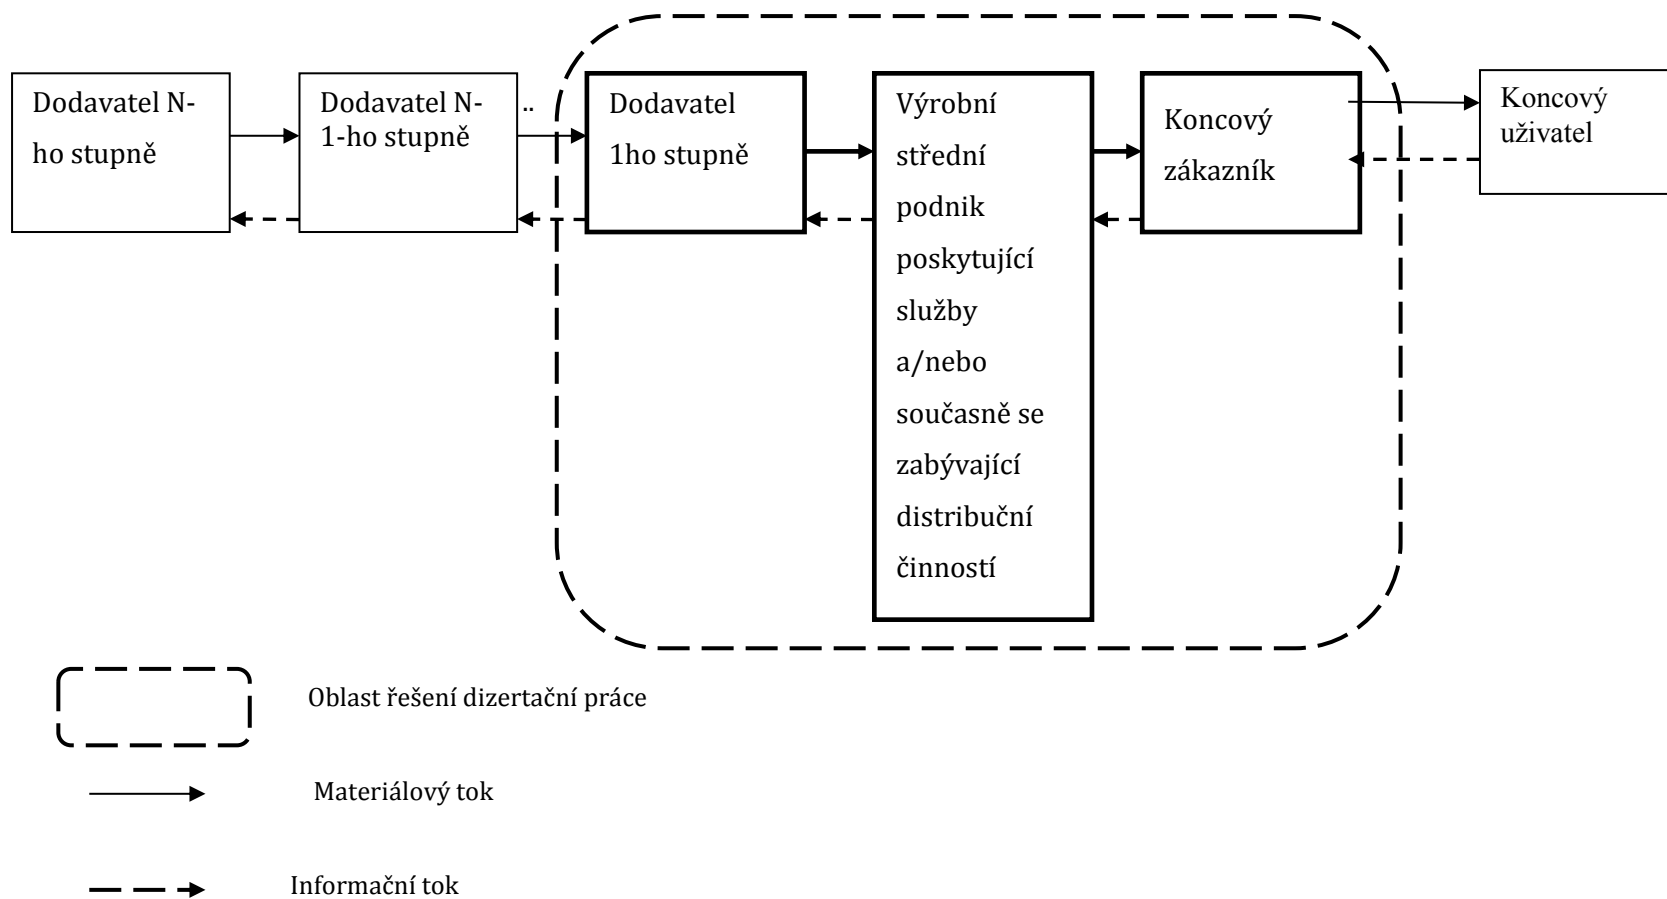 Dodavatel N-
ho stupně
Dodavatel N-
1-ho stupně
..
Dodavatel
1ho stupně
Výrobní
střední
podnik
poskytující
služby
a/nebo
současně se
zabývající
distribuční
činností
Koncový
zákazník
Koncový
uživatel
Oblast řešení dizertační práce
Materiálový tok
Informační tok